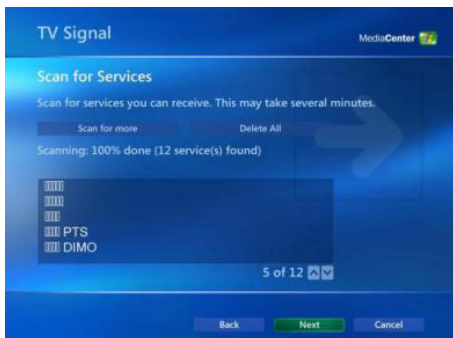 TV Signal
MediaCenter
Scan for Services
Scan for services you can receive. This may take several minutes.
Scan for more
Delete All
Scanning: 100% done (12 service(s) found)
▯▯▯▯▯
▯▯▯▯▯
▯▯▯▯
▯▯▯▯ PTS
▯▯▯▯ DIMO
5 of 12
Back
Next
Cancel